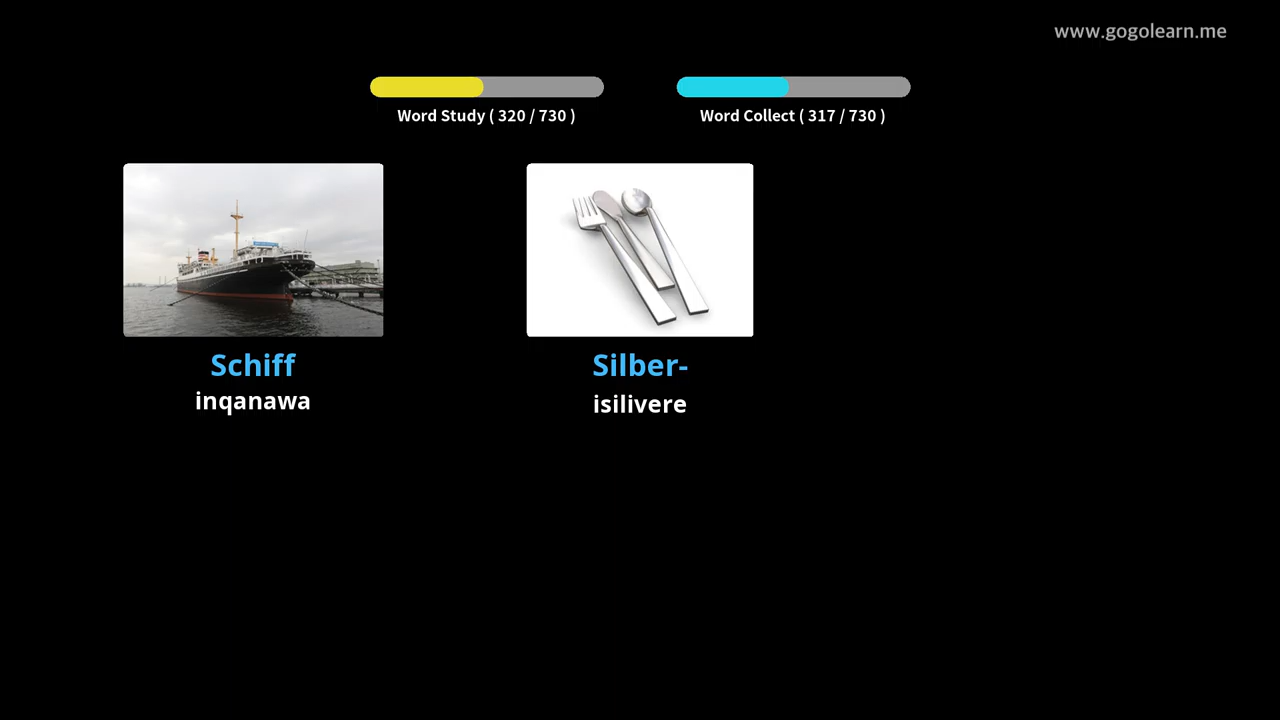 www.gogolearn.me
Word Study ( 320 / 730 )
Word Collect ( 317 / 730 )
Schiff
inqanawa
Silber-
isilivere